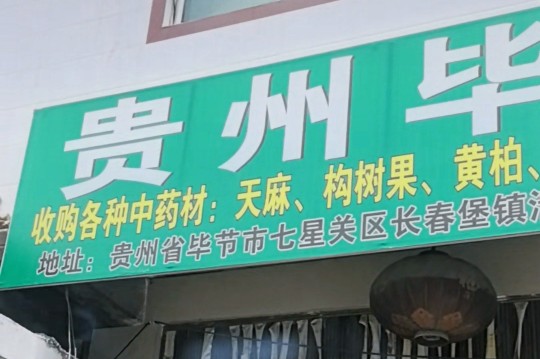 贵州毕
收购各种中药材：天麻、构树果、黄柏、
地址：贵州省毕节市七星关区长春堡镇